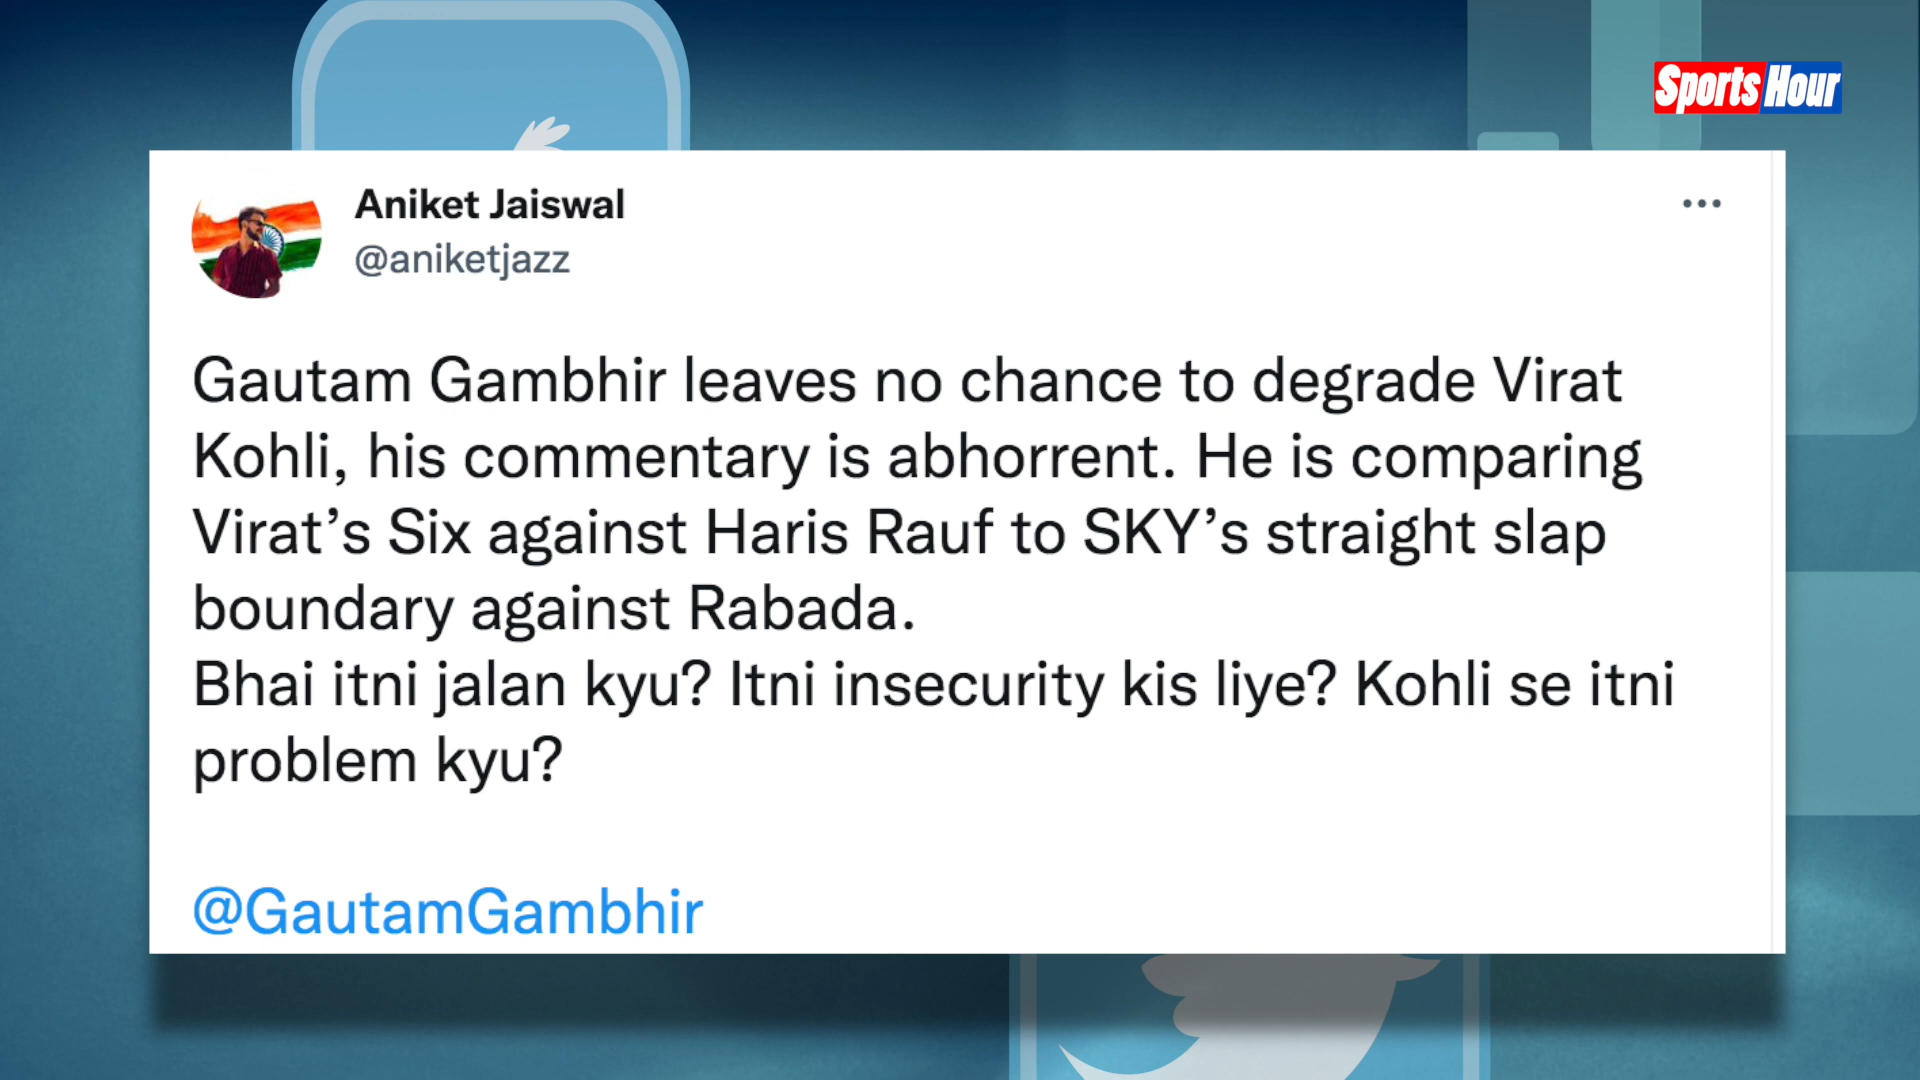 Sports Hour
Aniket Jaiswal
@aniketjazz
Gautam Gambhir leaves no chance to degrade Virat
Kohli, his commentary is abhorrent. He is comparing
Virat’s Six against Haris Rauf to SKY’s straight slap
boundary against Rabada.
Bhai itni jalan kyu? Itni insecurity kis liye? Kohli se itni
problem kyu?
@GautamGambhir